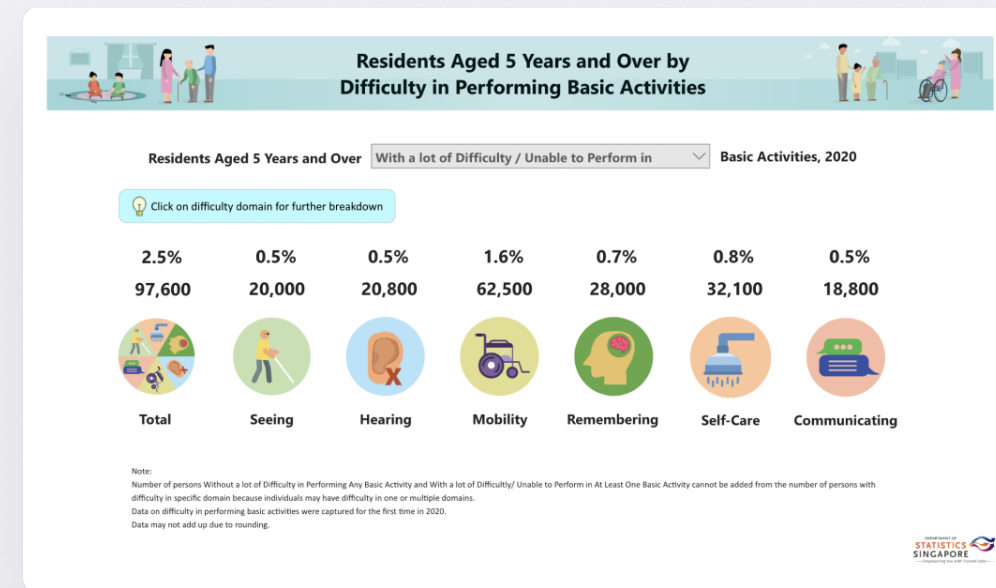 Residents Aged 5 Years and Over by
Difficulty in Performing Basic Activities
Residents Aged 5 Years and Over With a lot of Difficulty / Unable to Perform in Basic Activities, 2020
Click on difficulty domain for further breakdown
2.5% 0.5% 0.5% 1.6% 0.7% 0.8% 0.5%
97,600 20,000 20,800 62,500 28,000 32,100 18,800
Total Seeing Hearing Mobility Remembering Self-Care Communicating
Note:
Number of persons Without a lot of Difficulty in Performing Any Basic Activity and With a lot of Difficultly/ Unable to Perform in At Least One Basic Activity cannot be added from the number of persons with
difficulty in specific domain because individuals may have difficulty in one or multiple domains.
Data on difficulty in performing basic activities were captured for the first time in 2020.
Data may not add up due to rounding.
DEPARTMENT OF
STATISTICS
SINGAPORE
Empowering You with Trusted Data